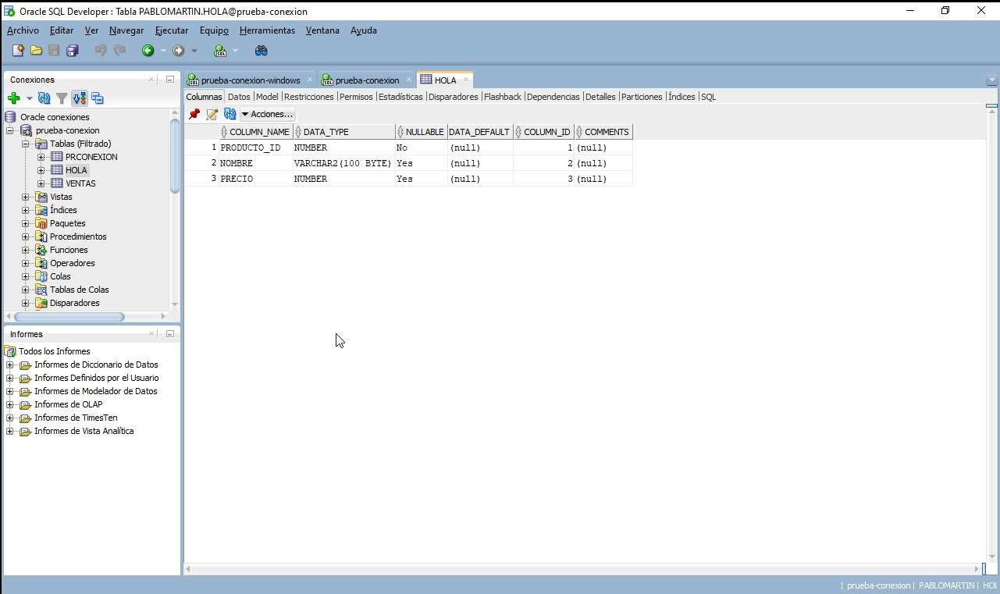 Oracle SQL Developer : Tabla PABLOMARTIN.HOLA@prueba-conexion
Archivo Editar Ver Navegar Ejecutar Equipo Herramientas Ventana Ayuda
Conexiones
Oracle conexiones
prueba-conexion
Tablas (Filtrado)
PRCONEXION
HOLA
VENTAS
Vistas
Índices
Paquetes
Procedimientos
Funciones
Operadores
Colas
Tablas de Colas
Disparadores
Informes
Todos los Informes
Informes de Diccionario de Datos
Informes Definidos por el Usuario
Informes de Modelador de Datos
Informes de OLAP
Informes de TimesTen
Informes de Vista Analítica
prueba-conexion-windows prueba-conexion HOLA
Columnas Datos |Model |Restricciones |Permisos |Estadísticas |Disparadores |Flashback |Dependencias |Detalles |Particiones |Índices |SQL
Acciones...
COLUMN_NAME DATA_TYPE NULLABLE DATA_DEFAULT COLUMN_ID COMMENTS
1 PRODUCTO_ID NUMBER No (null) 1 (null)
2 NOMBRE VARCHAR2(100 BYTE) Yes (null) 2 (null)
3 PRECIO NUMBER Yes (null) 3 (null)
| prueba-conexion | PABLOMARTIN | HOL